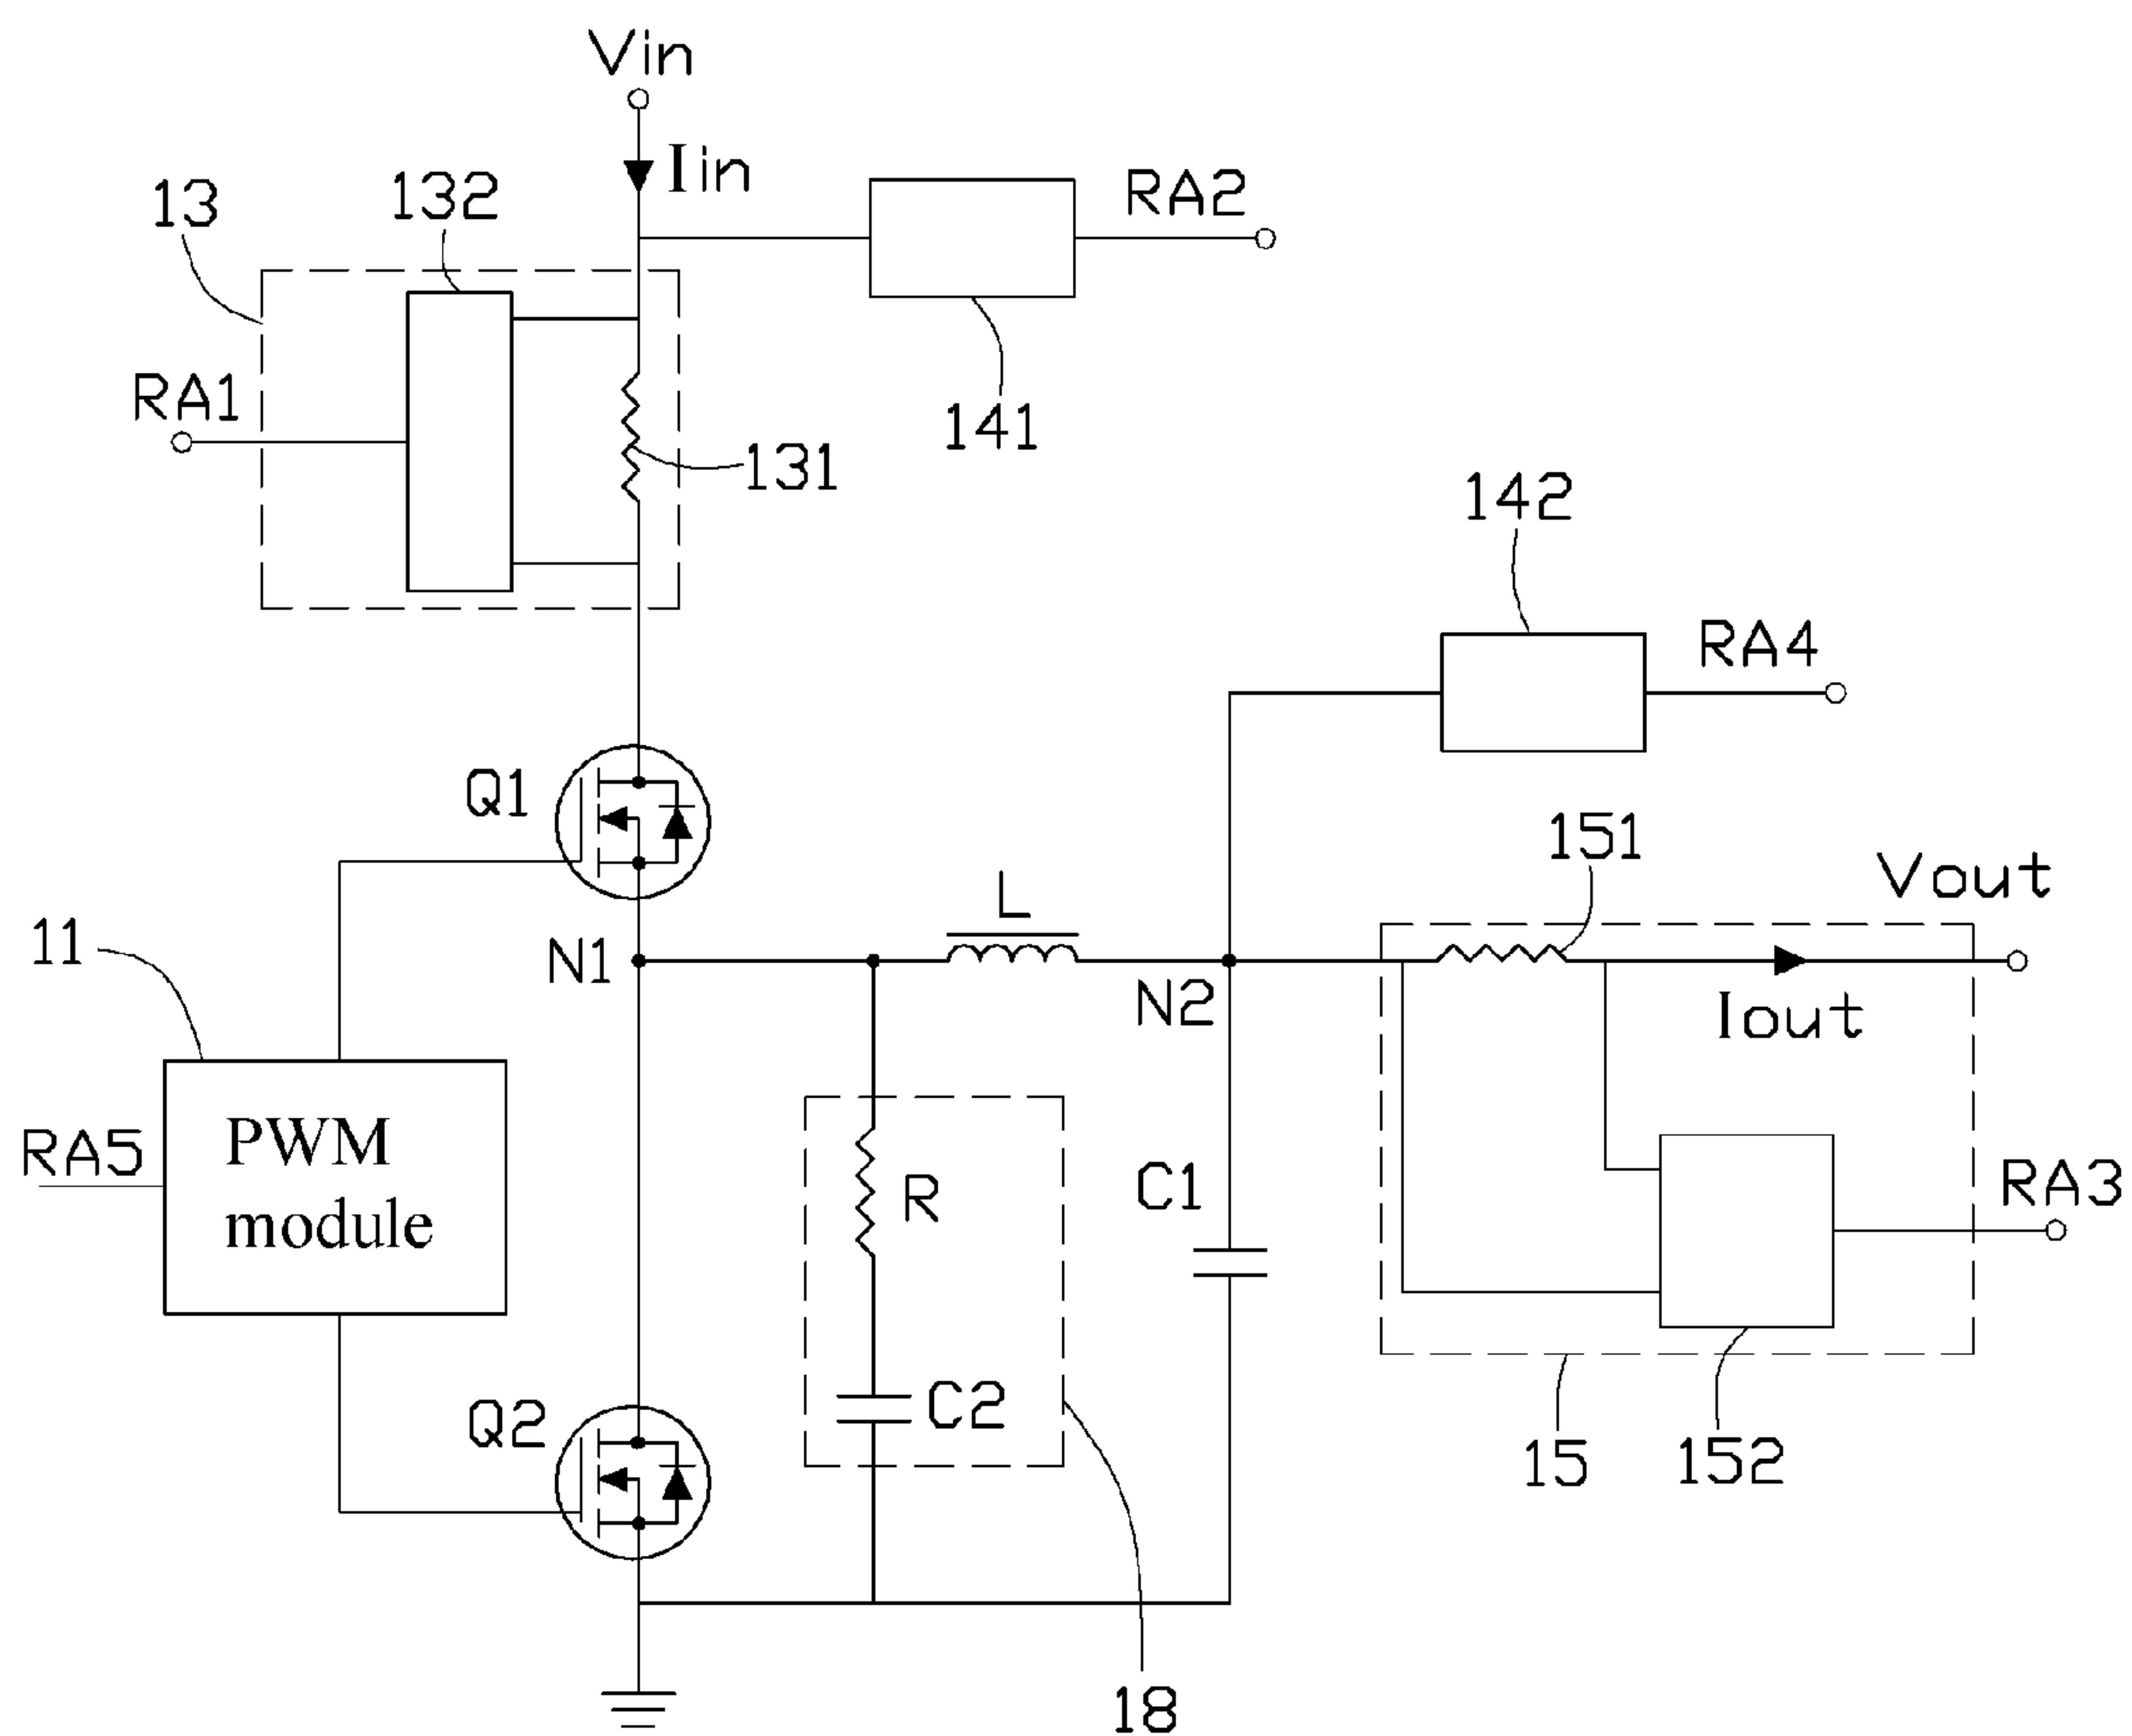 Vin
Iin
13
132
RA2
RA1
131
141
142
RA4
Q1
151
Vout
11
N1
L
N2
Iout
RA5
PWM
module
R
C1
RA3
Q2
C2
15
152
18